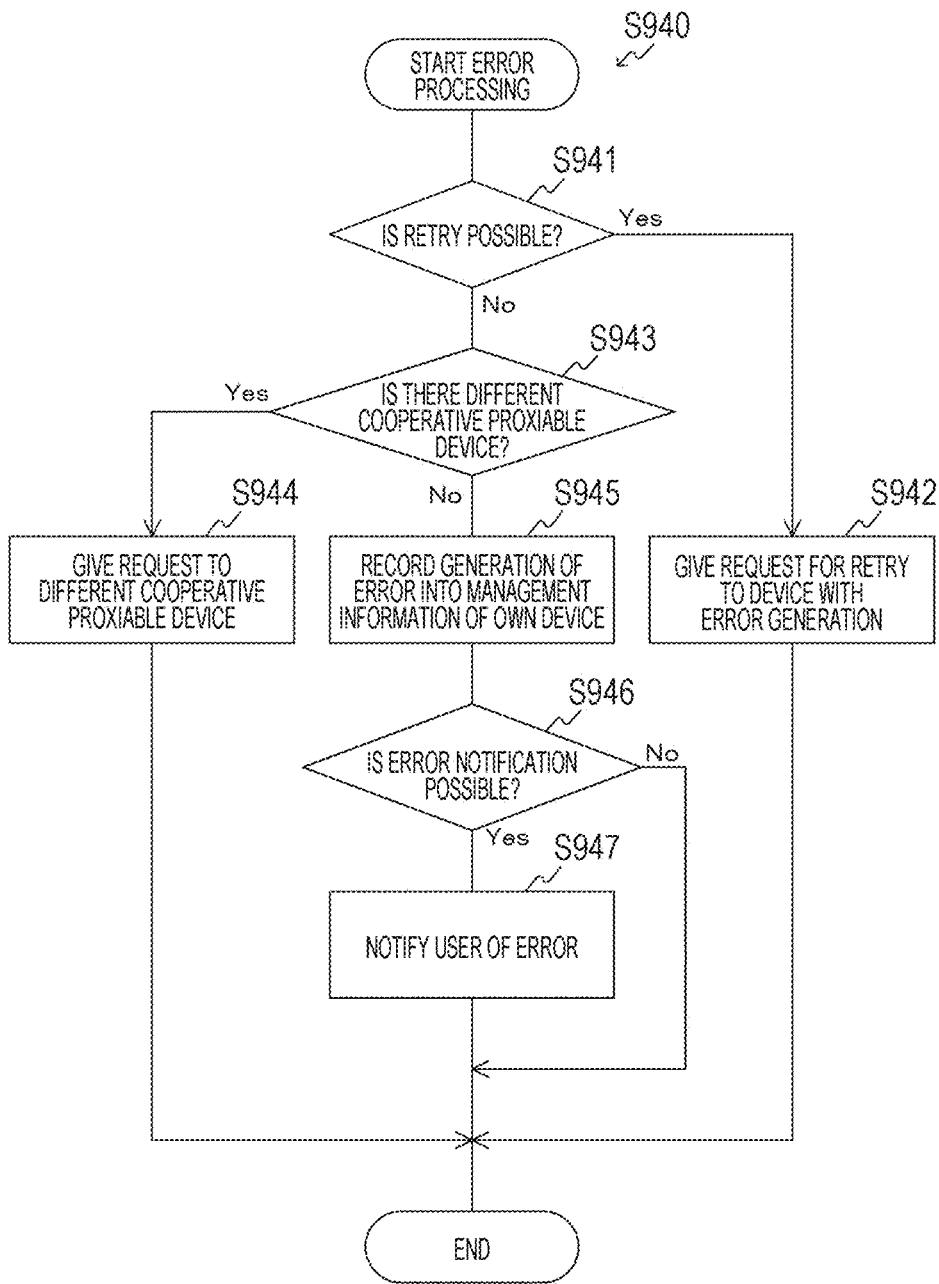 S940
START ERROR
PROCESSING
S941
IS RETRY POSSIBLE?
Yes
No
S943
IS THERE DIFFERENT
COOPERATIVE PROXIABLE
DEVICE?
Yes
No
S944
GIVE REQUEST TO
DIFFERENT COOPERATIVE
PROXIABLE DEVICE
S945
RECORD GENERATION OF
ERROR INTO MANAGEMENT
INFORMATION OF OWN DEVICE
S942
GIVE REQUEST FOR RETRY
TO DEVICE WITH
ERROR GENERATION
S946
IS ERROR NOTIFICATION
POSSIBLE?
No
Yes
S947
NOTIFY USER OF ERROR
END